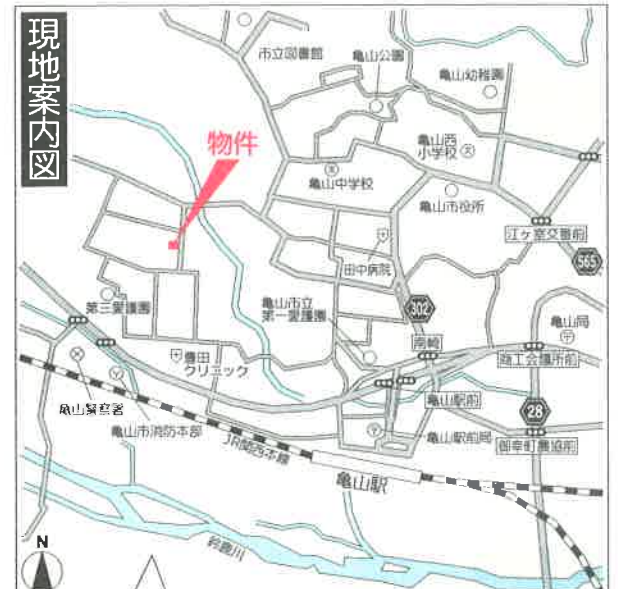 現地案内図
市立図書館
亀山公園
亀山幼稚園
物件
亀山西
小学校
亀山中学校
亀山市役所
江ヶ室交番前
565
田中病院
302
第三愛護園
亀山市立
第一愛護園
亀山局
南崎
商工会議所前
豊田
クリニック
亀山駅前
28
亀山警察署
亀山市消防本部
JR関西本線
亀山駅前局
御幸町農協前
亀山駅
鈴鹿川
N